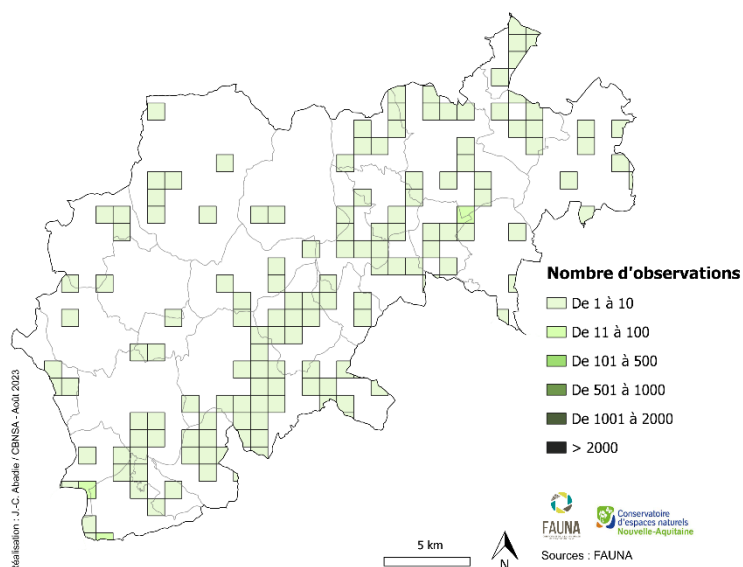 Nombre d'observations
De 1 à 10
De 11 à 100
De 101 à 500
De 501 à 1000
De 1001 à 2000
> 2000
Réalisation : J.-C. Abadie / CBNSA - Août 2023
5 km
N
FAUNA
Conservatoire
d'espaces naturels
Nouvelle-Aquitaine
Sources : FAUNA